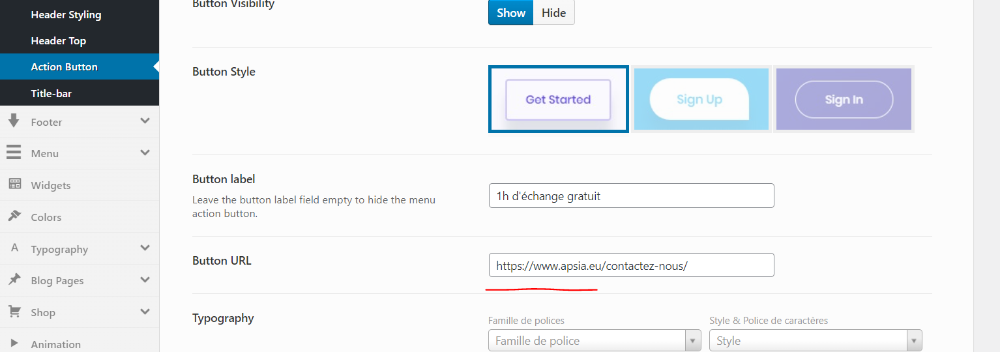 Header Styling
Header Top
Action Button
Title-bar
Footer
Menu
Widgets
Colors
A Typography
Blog Pages
Shop
Animation
Button Visibility
Show Hide
Button Style
Get Started Sign Up Sign In
Button label
Leave the button label field empty to hide the menu
action button.
1h d'échange gratuit
Button URL
https://www.apsia.eu/contactez-nous/
Typography
Famille de polices
Famille de police
Style & Police de caractères
Style